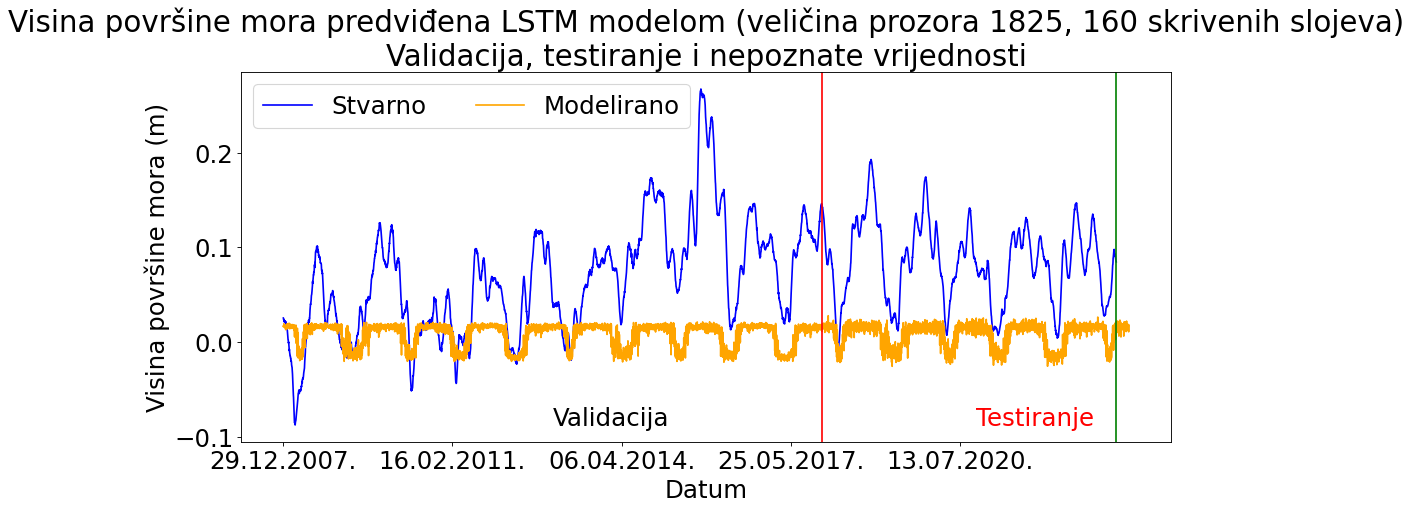 Visina površine mora predviđena LSTM modelom (veličina prozora 1825, 160 skrivenih slojeva)
Validacija, testiranje i nepoznate vrijednosti
Stvarno Modelirano
Visina površine mora (m)
0.2
0.1
0.0
−0.1
Validacija
Testiranje
29.12.2007. 16.02.2011. 06.04.2014. 25.05.2017. 13.07.2020.
Datum